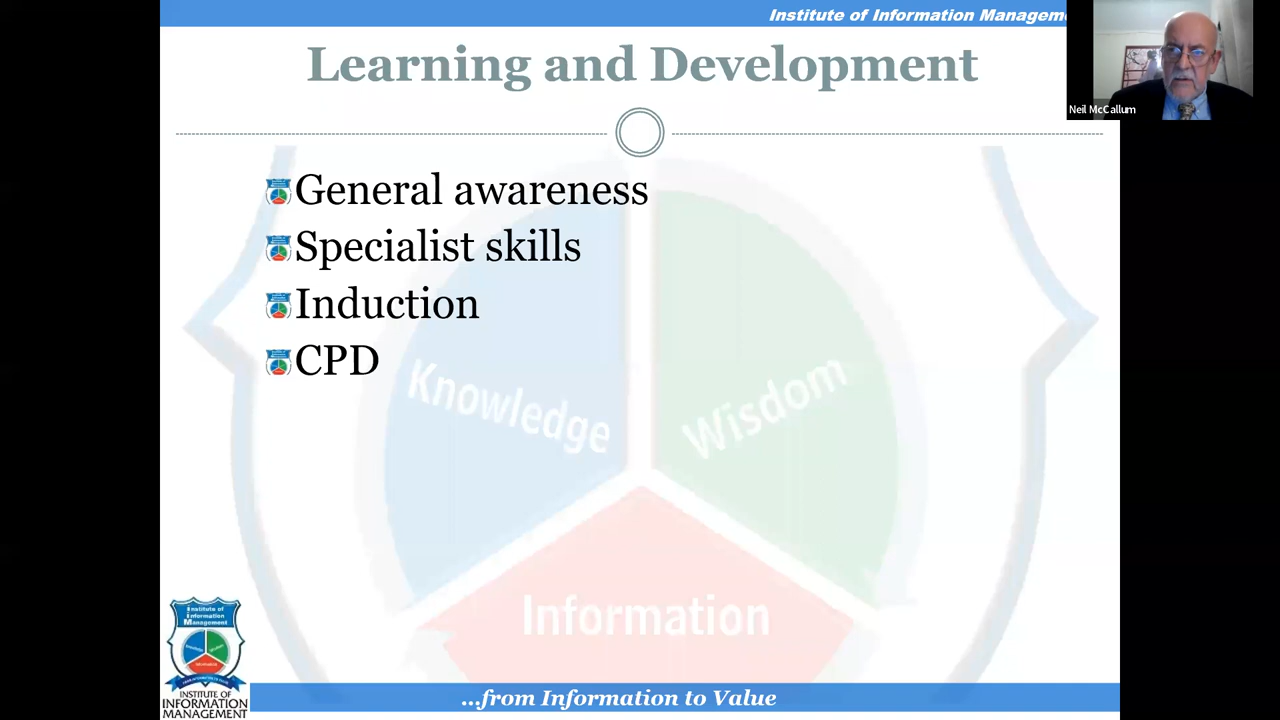 Institute of Information Managem
Neil McCallum
Learning and Development
General awareness
Specialist skills
Induction
CPD
Knowledge
Wisdom
Information
Institute of
Information
Management
INSTITUTE OF
INFORMATION
MANAGEMENT
...from Information to Value